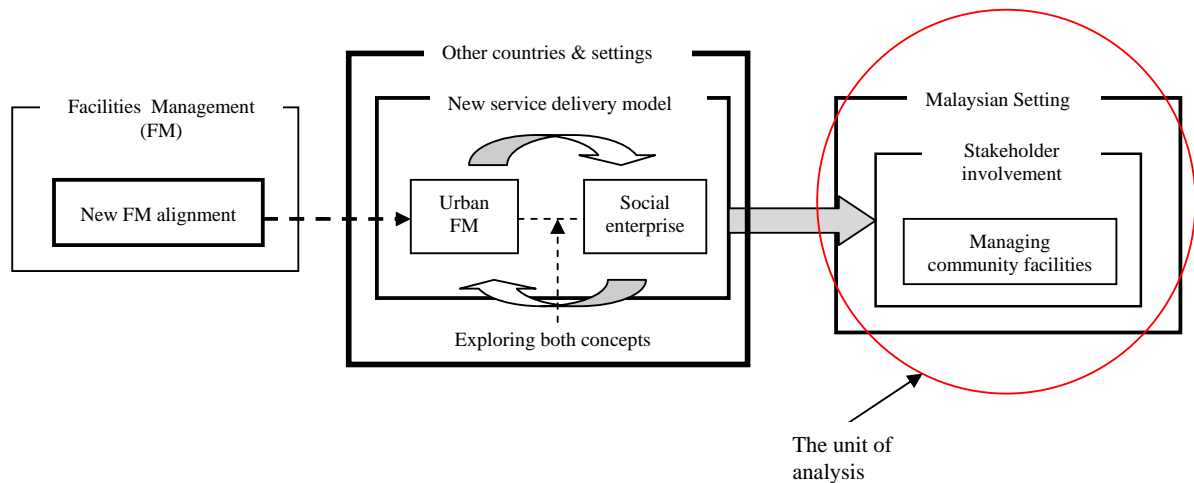 Facilities Management
(FM)
New FM alignment
Other countries & settings
New service delivery model
Urban
FM
Social
enterprise
Exploring both concepts
Malaysian Setting
Stakeholder
involvement
Managing
community facilities
The unit of
analysis